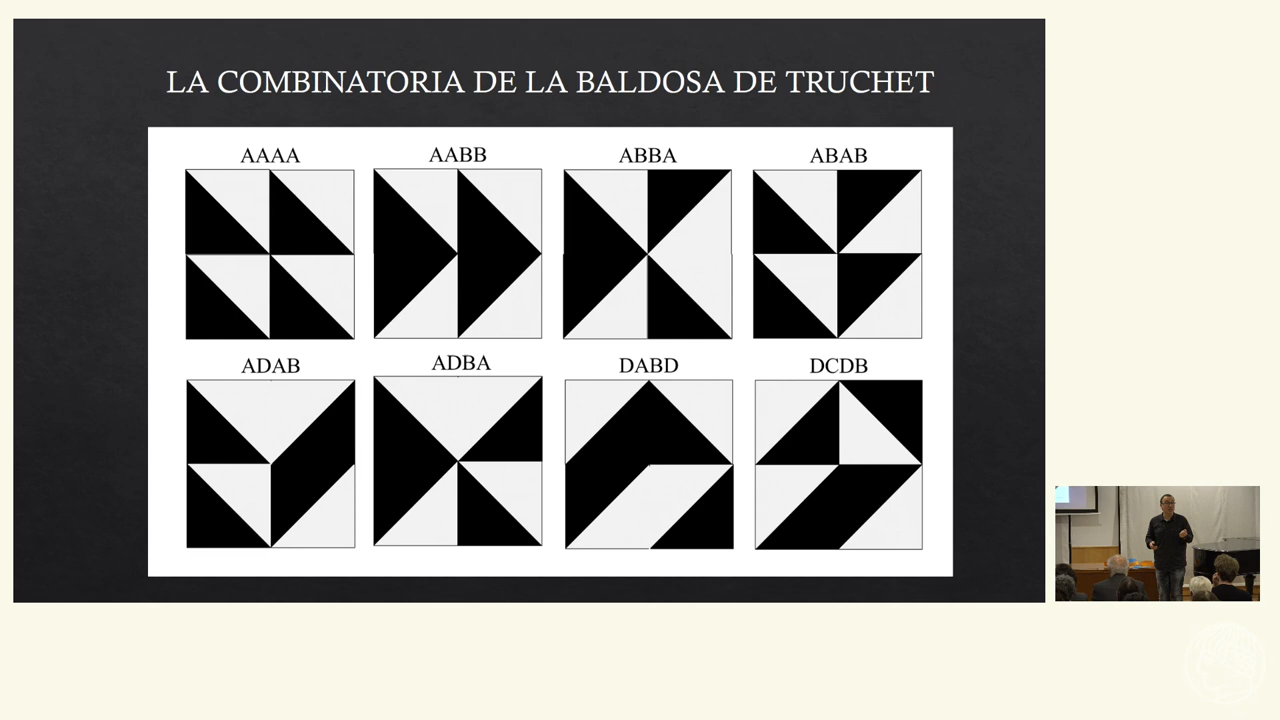 LA COMBINATORIA DE LA BALDOSA DE TRUCHET
AAAA AABB ABBA ABAB
ADAB ADBA DABD DCDB